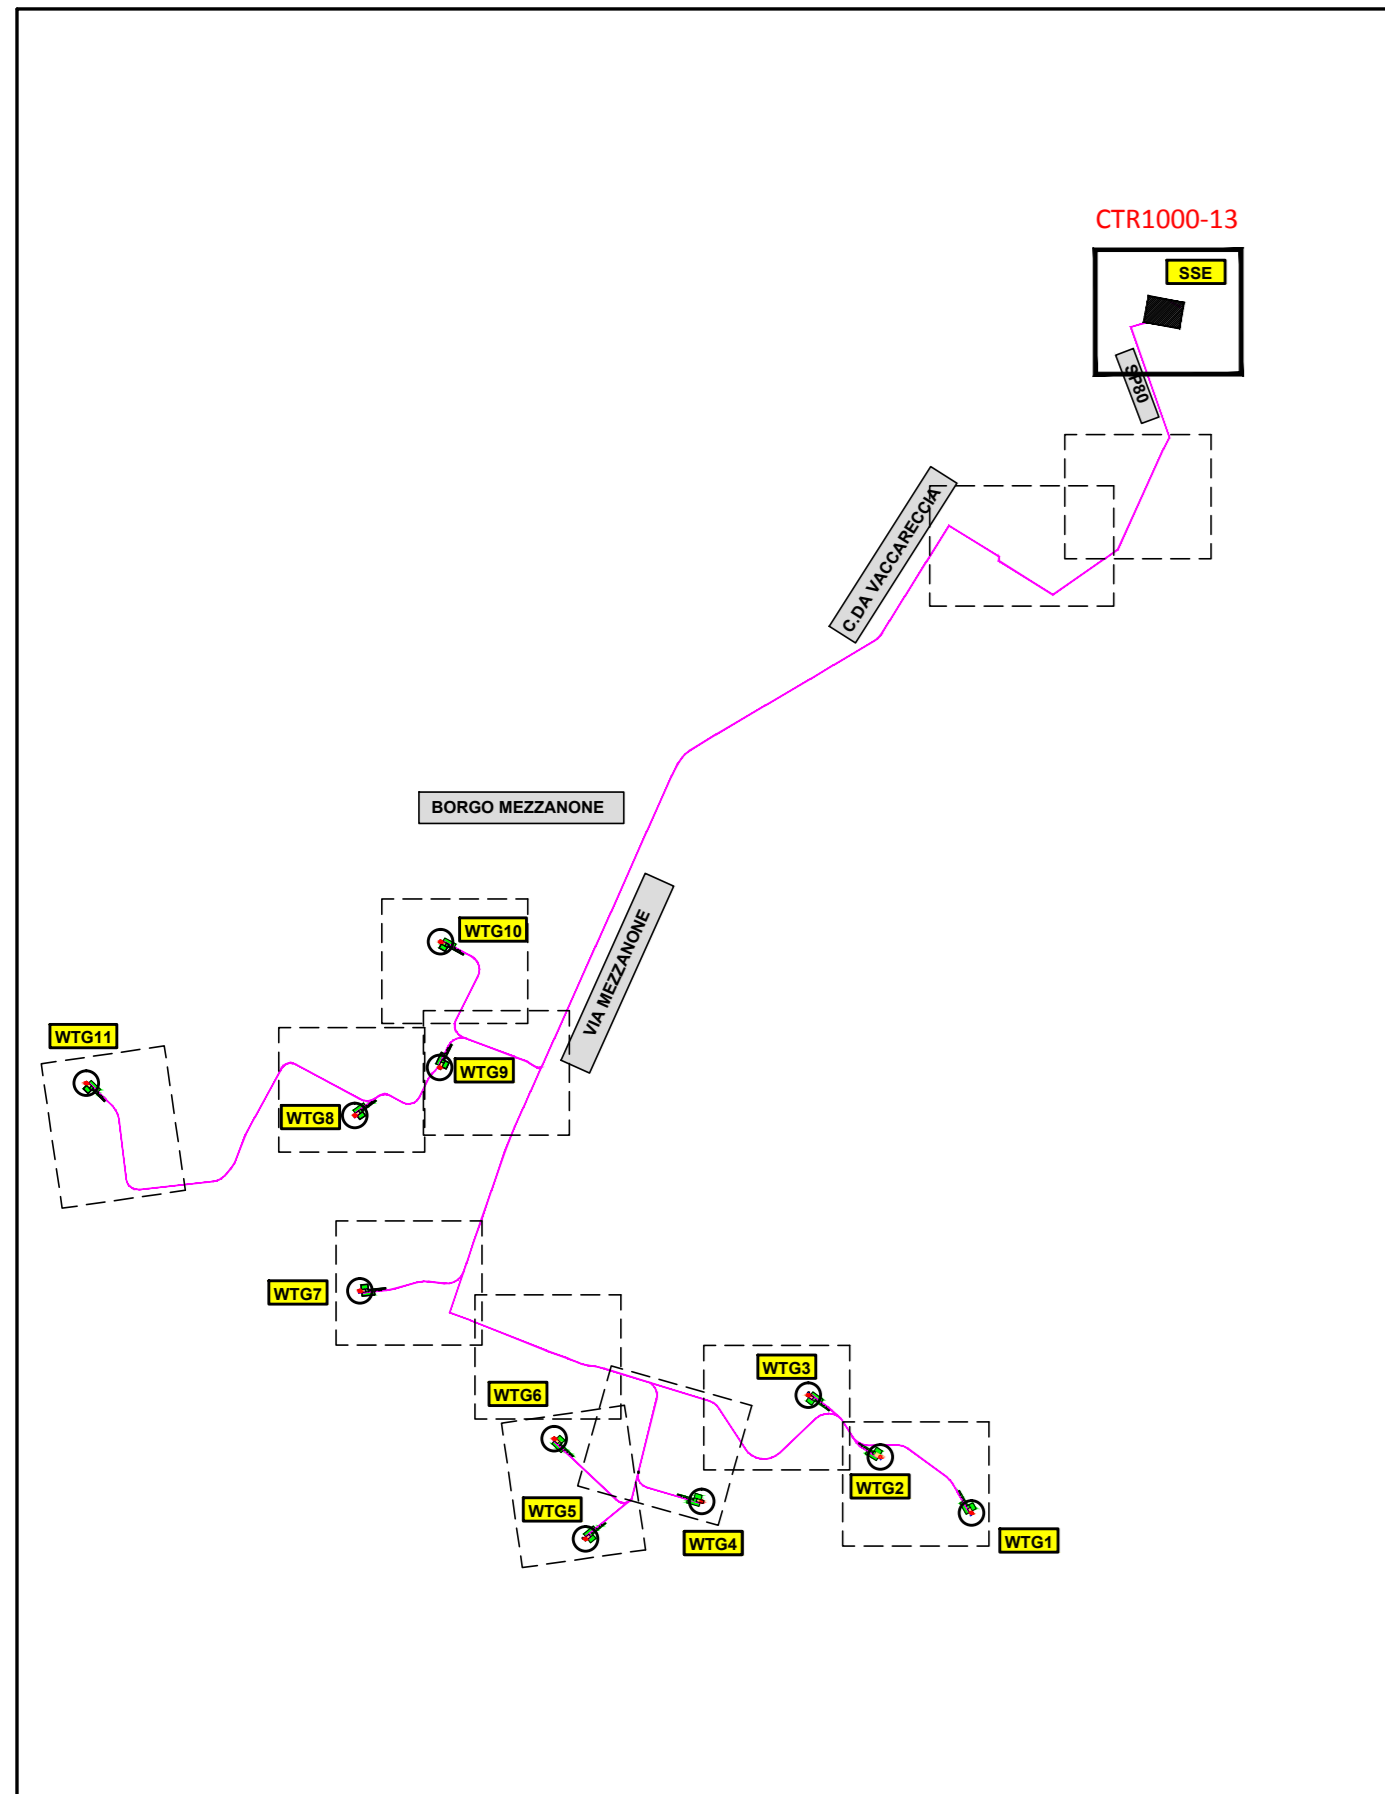 CTR1000-13
SSE
SP80
C.DA VACCARECCIA
BORGO MEZZANONE
VIA MEZZANONE
WTG10
WTG11
WTG9
WTG8
WTG7
WTG3
WTG6
WTG2
WTG5
WTG4
WTG1